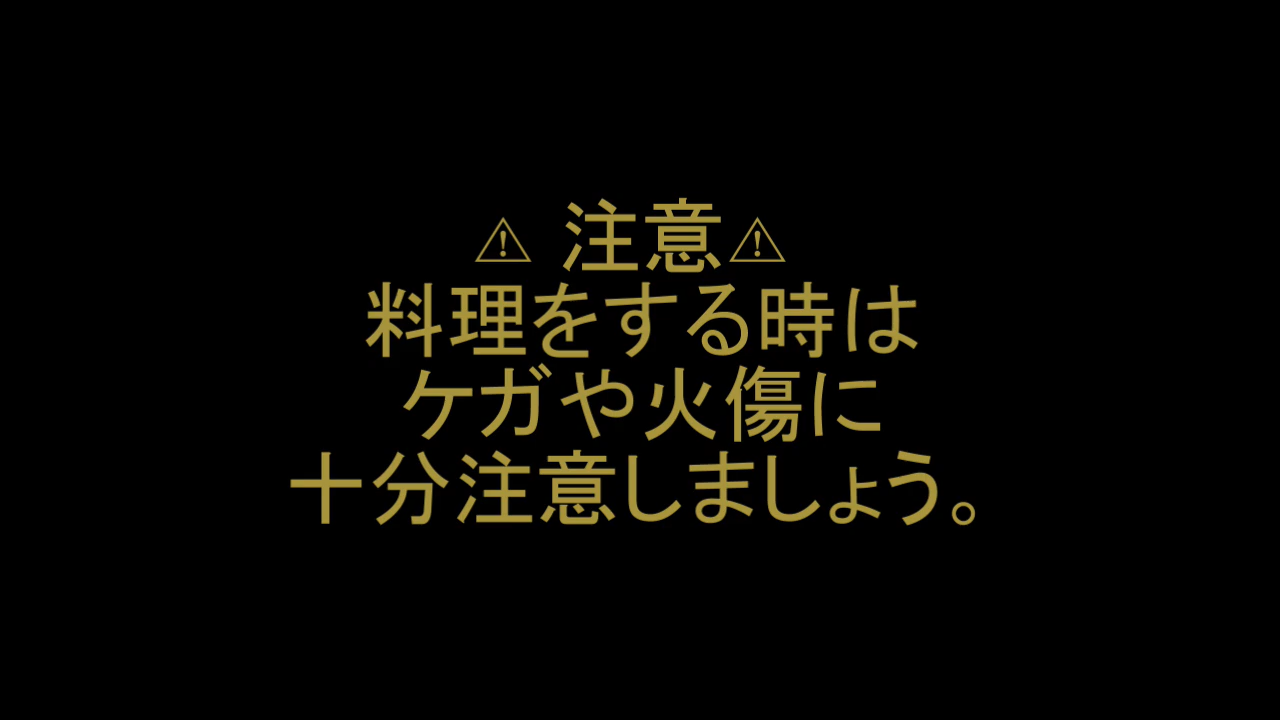 ⚠ 注意⚠
料理をする時は
ケガや火傷に
十分注意しましょう。